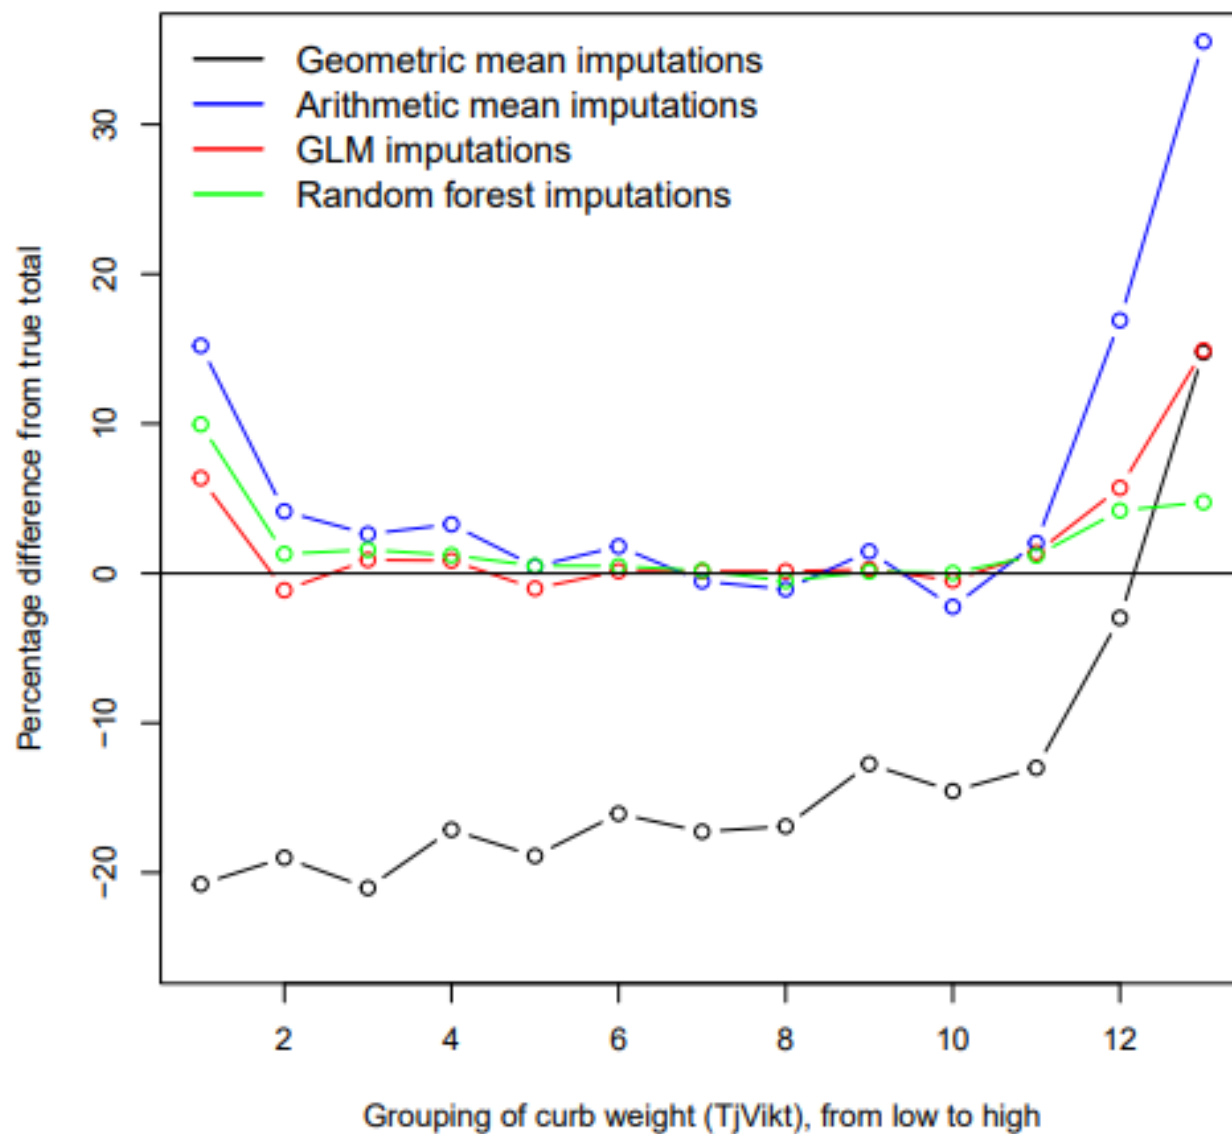 Geometric mean imputations
Arithmetic mean imputations
GLM imputations
Random forest imputations
Percentage difference from true total
30
20
10
0
−10
−20
2 4 6 8 10 12
Grouping of curb weight (TjVikt), from low to high